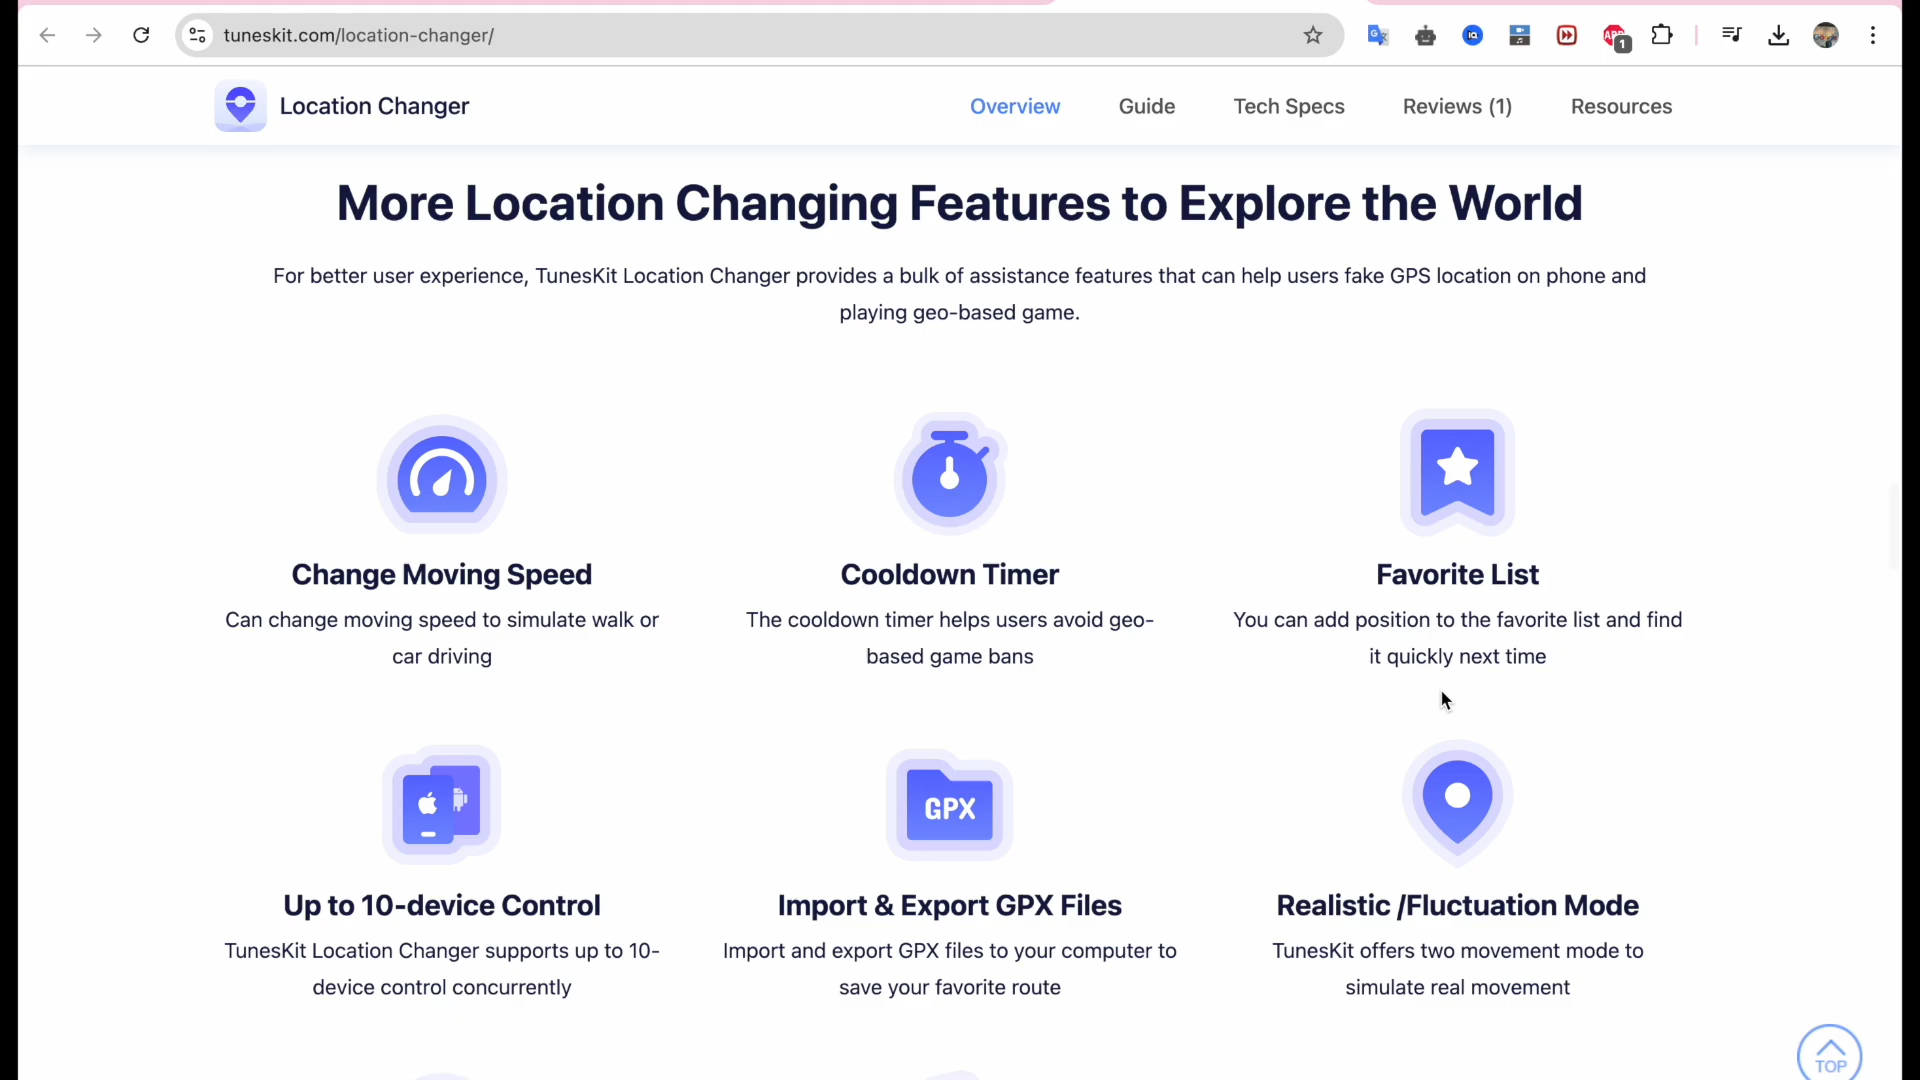 tuneskit.com/location-changer/
ABP
1
Location Changer
Overview
Guide
Tech Specs
Reviews (1)
Resources
More Location Changing Features to Explore the World
For better user experience, TunesKit Location Changer provides a bulk of assistance features that can help users fake GPS location on phone and
playing geo-based game.
Change Moving Speed
Can change moving speed to simulate walk or
car driving
Cooldown Timer
The cooldown timer helps users avoid geo-
based game bans
Favorite List
You can add position to the favorite list and find
it quickly next time
Up to 10-device Control
TunesKit Location Changer supports up to 10-
device control concurrently
GPX
Import & Export GPX Files
Import and export GPX files to your computer to
save your favorite route
Realistic /Fluctuation Mode
TunesKit offers two movement mode to
simulate real movement
TOP